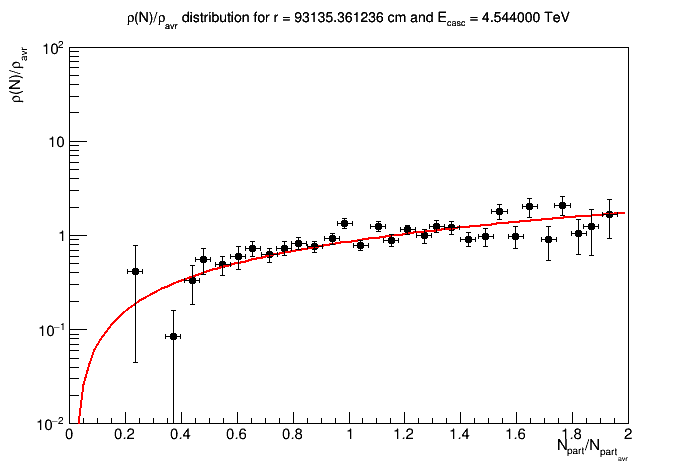 ρ(N)/ρavr distribution for r = 93135.361236 cm and Ecasc = 4.544000 TeV
ρ(N)/ρavr
10²
10
1
10⁻¹
10⁻²
0 0.2 0.4 0.6 0.8 1 1.2 1.4 1.6 1.8 2
Npart/Npartavr